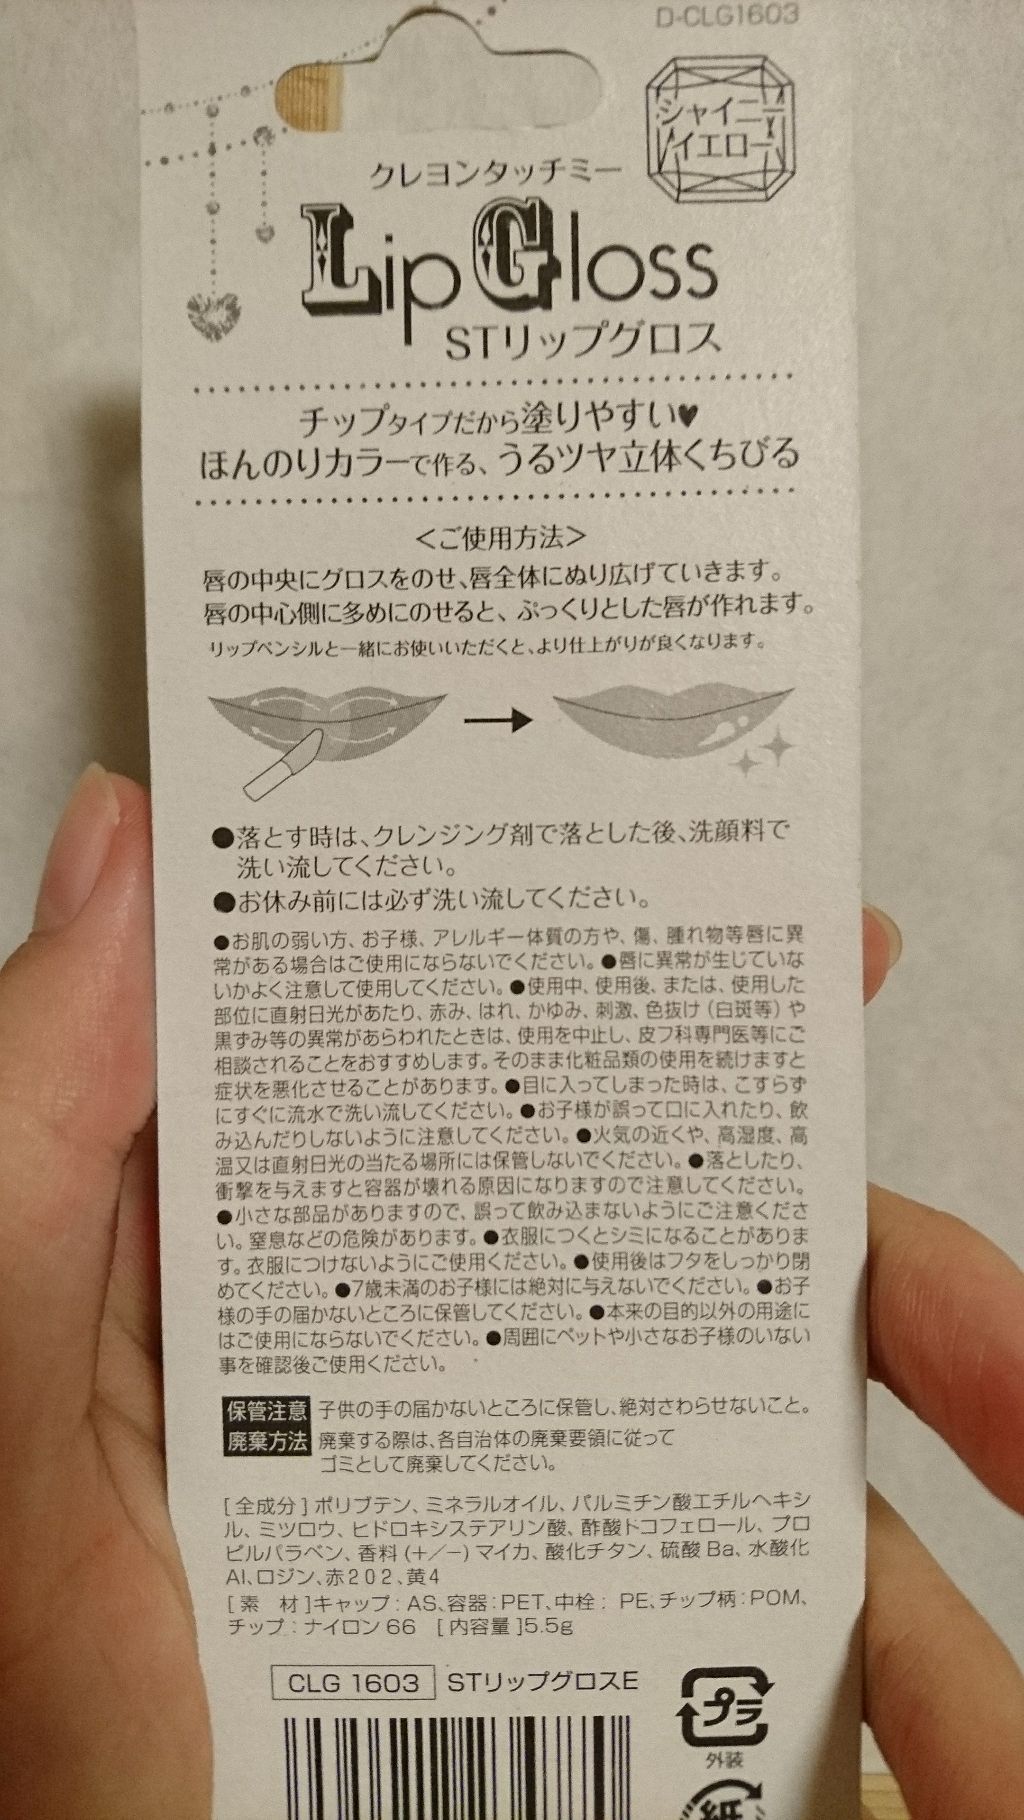 D-CLG1603
シャイニー
イエロー
クレヨンタッチミー
Lip Gloss
STリップグロス
チップタイプだから塗りやすい♥
ほんのりカラーで作る、うるツヤ立体くちびる
<ご使用方法>
唇の中央にグロスをのせ、唇全体にぬり広げていきます。
唇の中心側に多めにのせると、ぷっくりとした唇が作れます。
リップペンシルと一緒にお使いいただくと、より仕上がりが良くなります。
●落とす時は、クレンジング剤で落とした後、洗顔料で
洗い流してください。
●お休み前には必ず洗い流してください。
●お肌の弱い方、お子様、アレルギー体質の方や、傷、腫れ物等唇に異
常がある場合はご使用にならないでください。●唇に異常が生じていな
いかよく注意して使用してください。●使用中、使用後、または、使用した
部位に直射日光があたり、赤み、はれ、かゆみ、刺激、色抜け(白斑等)や
黒ずみ等の異常があらわれたときは、使用を中止し、皮フ科専門医等にご
相談されることをおすすめします。そのまま化粧品類の使用を続けますと
症状を悪化させることがあります。●目に入ってしまった時は、こすらず
にすぐに流水で洗い流してください。●お子様が誤って口に入れたり、飲
み込んだりしないように注意してください。●火気の近くや、高湿度、高
温又は直射日光の当たる場所には保管しないでください。●落としたり、
衝撃を与えますと容器が壊れる原因になりますので注意してください。
●小さな部品がありますので、誤って飲み込まないようにご注意くださ
い。窒息などの危険があります。●衣服につくとシミになることがありま
す。衣服につけないようにご使用ください。●使用後はフタをしっかり閉
めてください。●7歳未満のお子様には絶対に与えないでください。●お子
様の手の届かないところに保管してください。●本来の目的以外の用途に
はご使用にならないでください。●周囲にペットや小さなお子様のいない
事を確認後ご使用ください。
保管注意 子供の手の届かないところに保管し、絶対さわらせないこと。
廃棄方法 廃棄する際は、各自治体の廃棄要領に従って
ゴミとして廃棄してください。
[全成分]ポリブテン、ミネラルオイル、パルミチン酸エチルヘキシ
ル、ミツロウ、ヒドロキシステアリン酸、酢酸トコフェロール、プロ
ピルパラベン、香料(+/−)マイカ、酸化チタン、硫酸Ba、水酸化
Al、ロジン、赤202、黄4
[素 材]キャップ:AS、容器:PET、中栓:PE、チップ柄:POM、
チップ:ナイロン66 [内容量]5.5g
CLG 1603 STリップグロスE
プラ
外装
紙